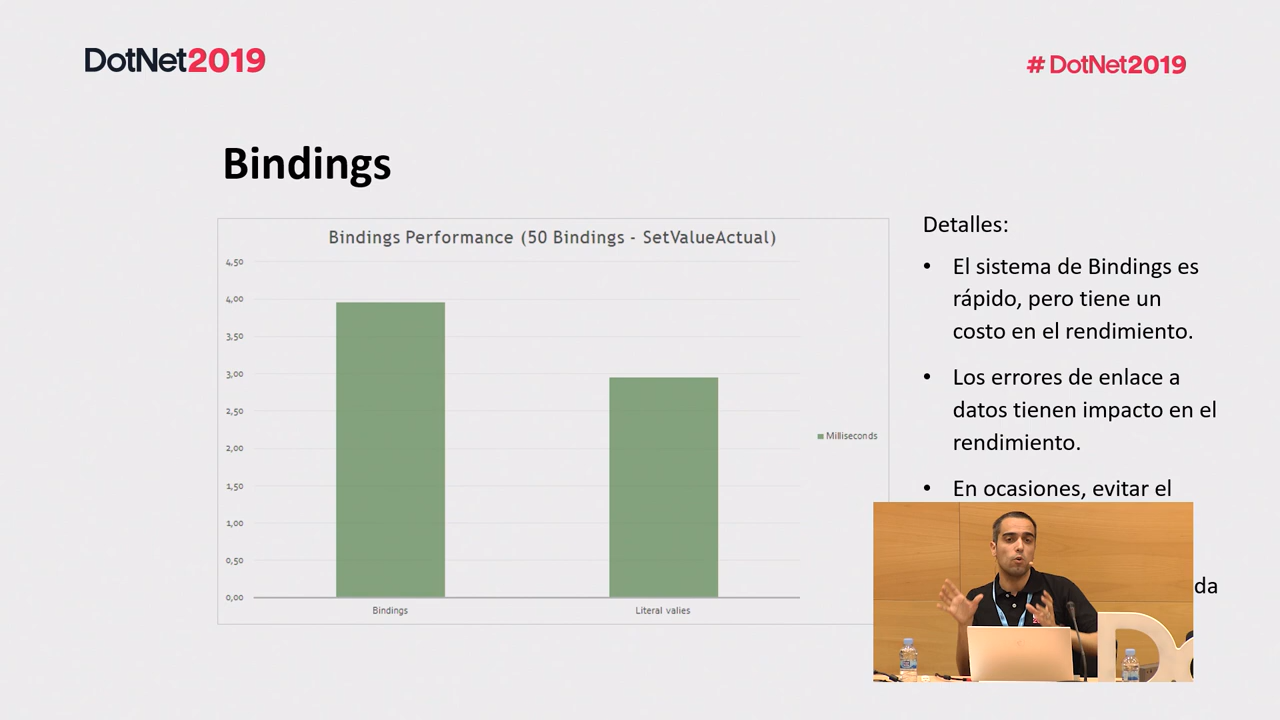 DotNet2019
# DotNet2019
Bindings
Bindings Performance (50 Bindings - SetValueActual)
4,50
4,00
3,50
3,00
2,50
2,00
1,50
1,00
0,50
0,00
Bindings
Literal valies
Milliseconds
Detalles:
• El sistema de Bindings es
rápido, pero tiene un
costo en el rendimiento.
• Los errores de enlace a
datos tienen impacto en el
rendimiento.
• En ocasiones, evitar el
da